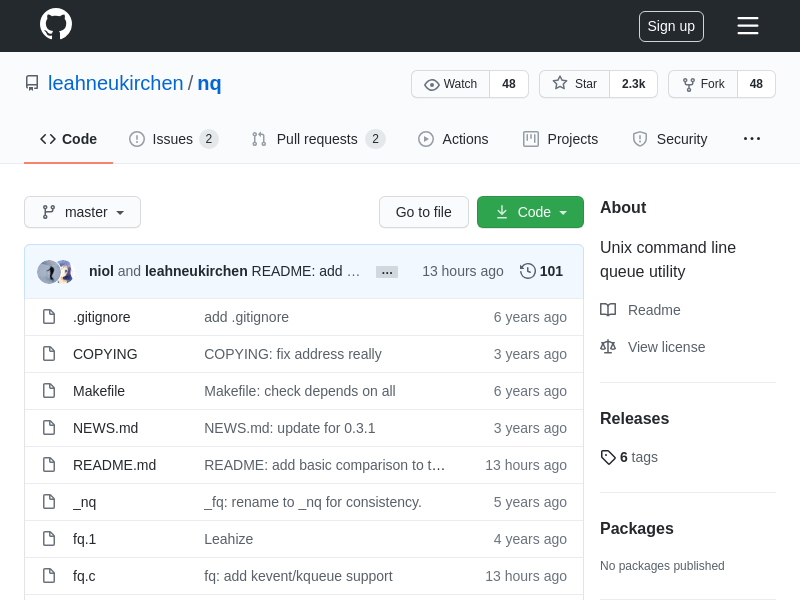 Sign up
leahneukirchen / nq
Watch 48 Star 2.3k Fork 48
Code Issues 2 Pull requests 2 Actions Projects Security
master Go to file Code
niol and leahneukirchen README: add … ... 13 hours ago 101
.gitignore add .gitignore 6 years ago
COPYING COPYING: fix address really 3 years ago
Makefile Makefile: check depends on all 6 years ago
NEWS.md NEWS.md: update for 0.3.1 3 years ago
README.md README: add basic comparison to t… 13 hours ago
_nq _fq: rename to _nq for consistency. 5 years ago
fq.1 Leahize 4 years ago
fq.c fq: add kevent/kqueue support 13 hours ago
About
Unix command line
queue utility
Readme
View license
Releases
6 tags
Packages
No packages published